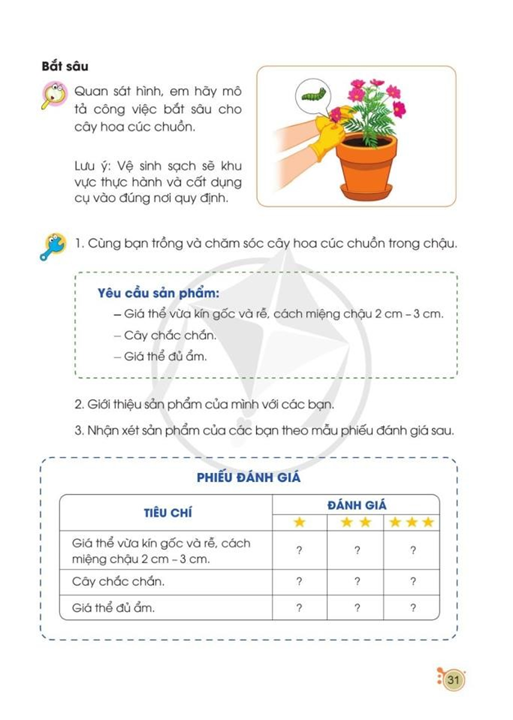 Bắt sâu
Quan sát hình, em hãy mô
tả công việc bắt sâu cho
cây hoa cúc chuồn.
Lưu ý: Vệ sinh sạch sẽ khu
vực thực hành và cất dụng
cụ vào đúng nơi quy định.
1. Cùng bạn trồng và chăm sóc cây hoa cúc chuồn trong chậu.
Yêu cầu sản phẩm:
– Giá thể vừa kín gốc và rễ, cách miệng chậu 2 cm – 3 cm.
– Cây chắc chắn.
– Giá thể đủ ẩm.
2. Giới thiệu sản phẩm của mình với các bạn.
3. Nhận xét sản phẩm của các bạn theo mẫu phiếu đánh giá sau.
PHIẾU ĐÁNH GIÁ
TIÊU CHÍ
ĐÁNH GIÁ
Giá thể vừa kín gốc và rễ, cách
miệng chậu 2 cm – 3 cm.
? ? ?
Cây chắc chắn.
? ? ?
Giá thể đủ ẩm.
? ? ?
31